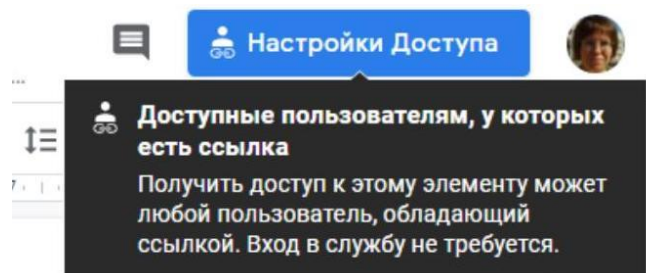 Настройки Доступа
...
Доступные пользователям, у которых
есть ссылка
Получить доступ к этому элементу может
любой пользователь, обладающий
ссылкой. Вход в службу не требуется.
7